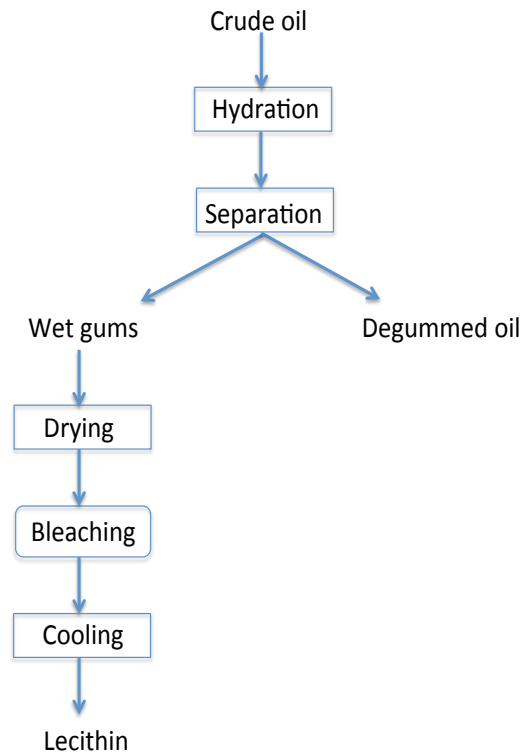 Crude oil
Hydration
Separation
Wet gums
Degummed oil
Drying
Bleaching
Cooling
Lecithin